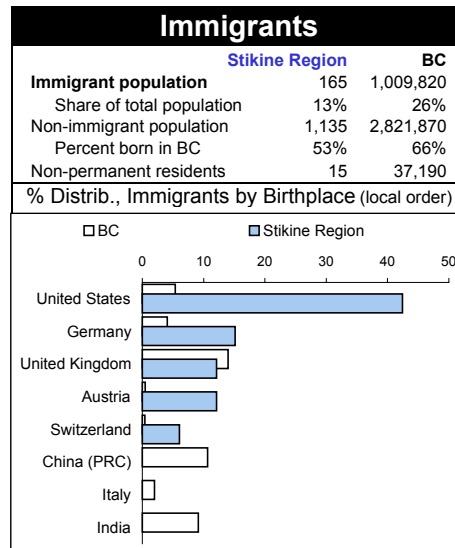 Immigrants
Stikine Region BC
Immigrant population 165 1,009,820
Share of total population 13% 26%
Non-immigrant population 1,135 2,821,870
Percent born in BC 53% 66%
Non-permanent residents 15 37,190
% Distrib., Immigrants by Birthplace (local order)
BC Stikine Region
0 10 20 30 40 50
United States
Germany
United Kingdom
Austria
Switzerland
China (PRC)
Italy
India